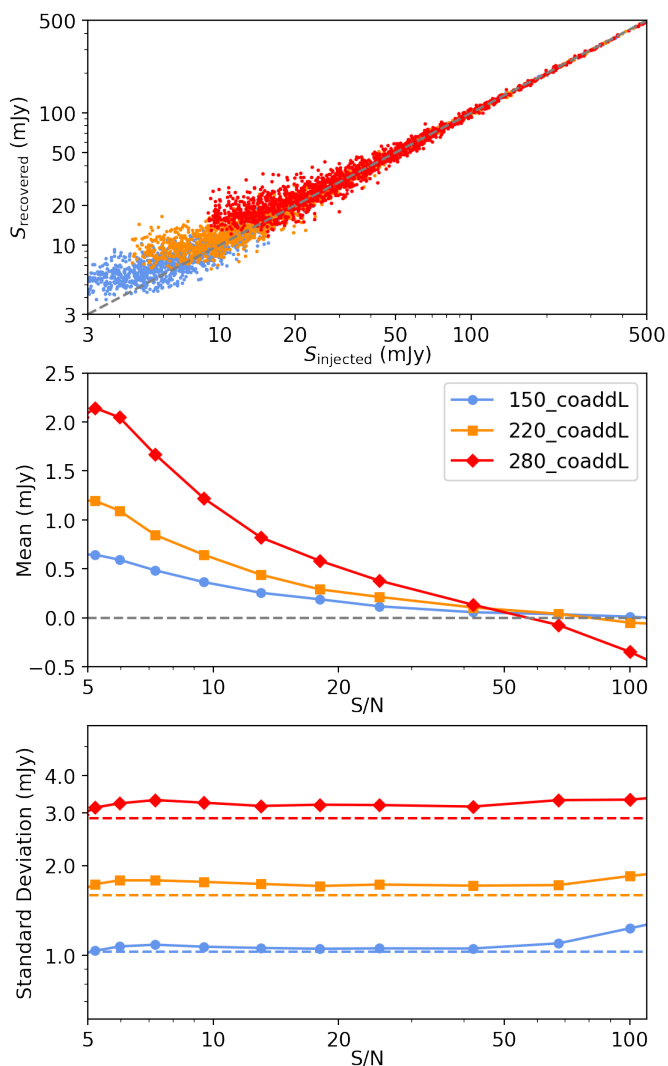 500
100
50
20
10
3
S_recovered (mJy)
3 10 20 50 100 500
S_injected (mJy)
2.5
2.0
1.5
1.0
0.5
0.0
−0.5
Mean (mJy)
150_coaddL
220_coaddL
280_coaddL
5 10 20 50 100
S/N
4.0
3.0
2.0
1.0
Standard Deviation (mJy)
5 10 20 50 100
S/N